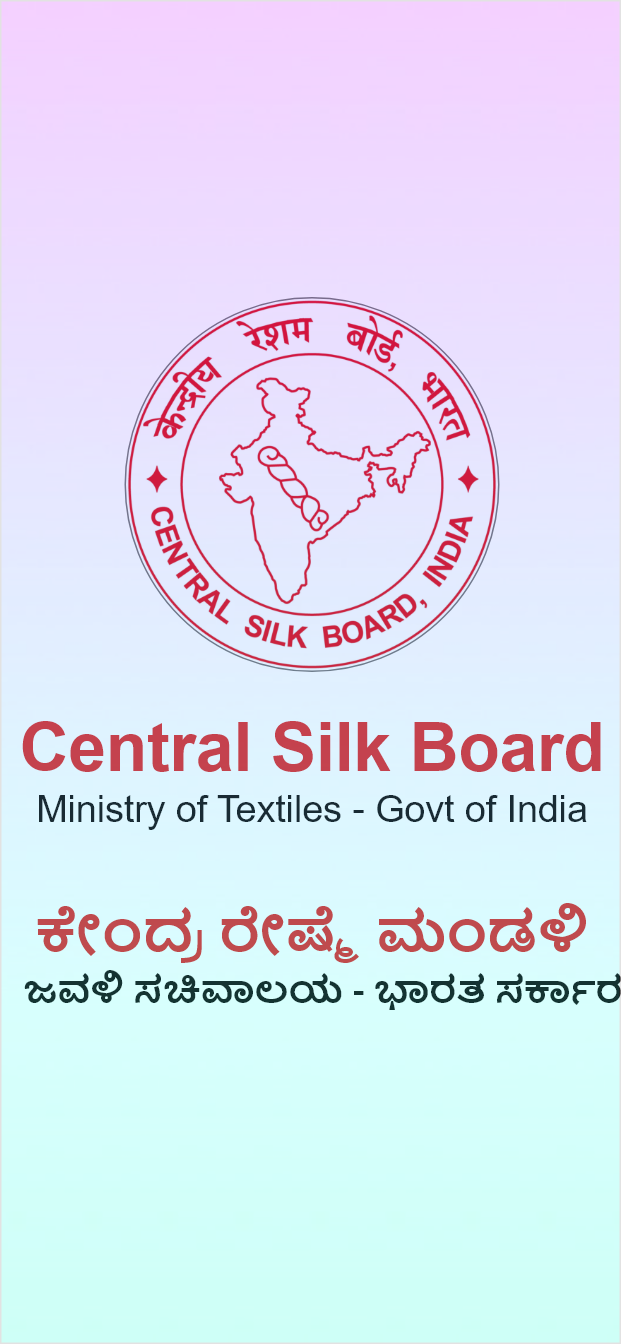 केन्द्रीय रेशम बोर्ड, भारत
CENTRAL SILK BOARD, INDIA
Central Silk Board
Ministry of Textiles - Govt of India
ಕೇಂದ್ರ ರೇಷ್ಮೆ ಮಂಡಳಿ
ಜವಳಿ ಸಚಿವಾಲಯ - ಭಾರತ ಸರ್ಕಾರ